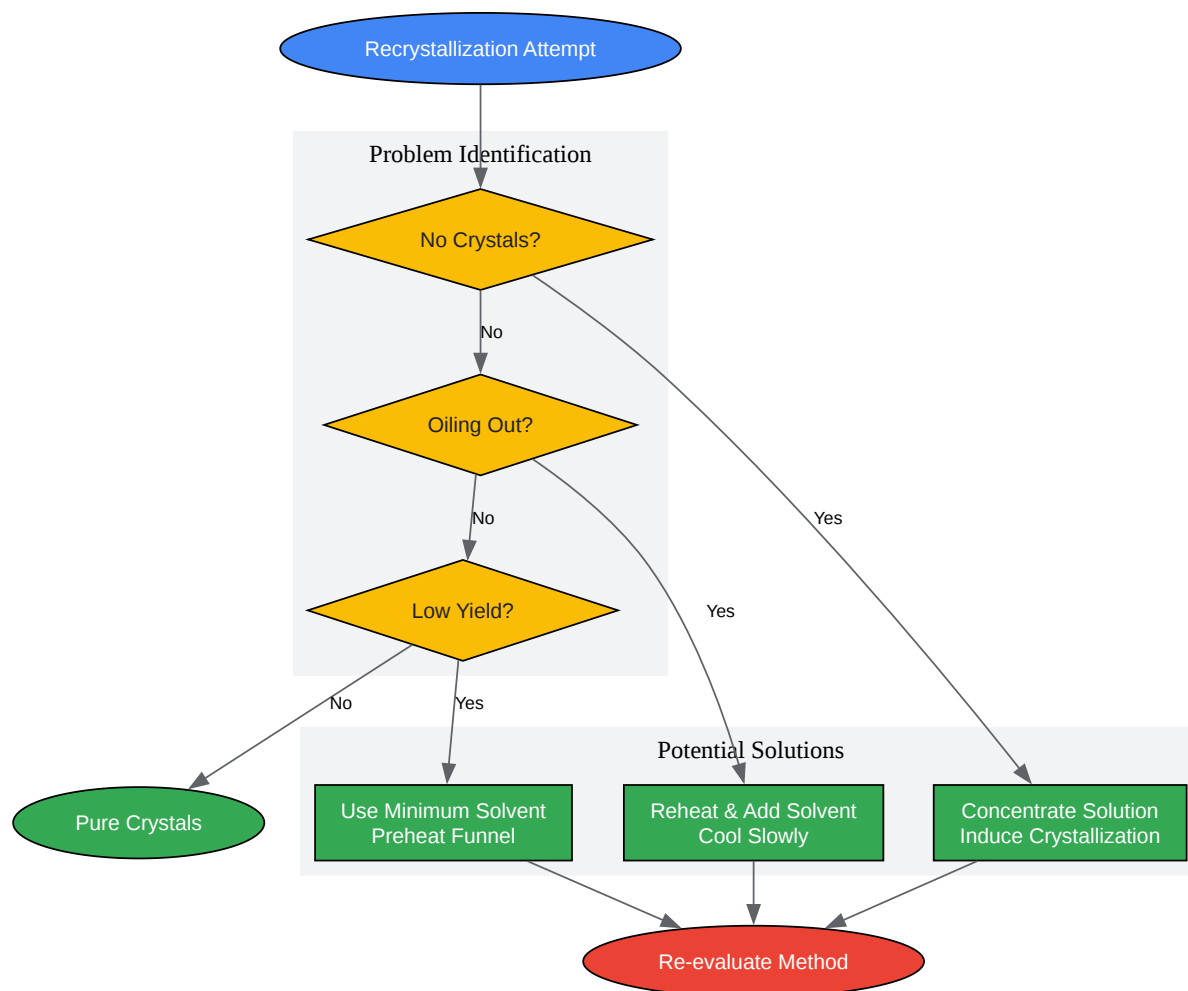 Recrystallization Attempt
Problem Identification
No Crystals?
No
Oiling Out?
No
Yes
Low Yield?
Yes
No
Yes
Potential Solutions
Pure Crystals
Use Minimum Solvent
Preheat Funnel
Reheat & Add Solvent
Cool Slowly
Concentrate Solution
Induce Crystallization
Re-evaluate Method